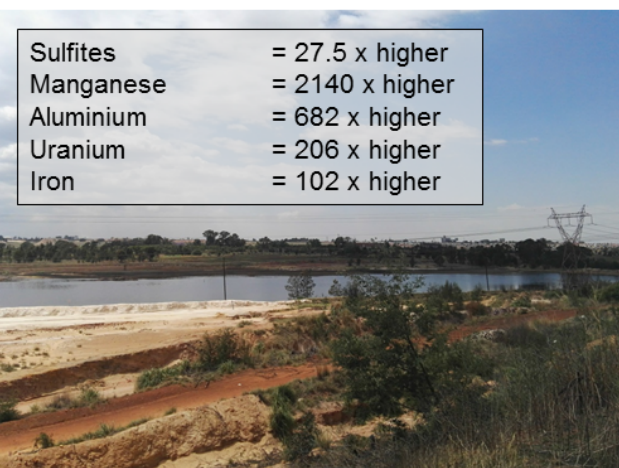 Sulfites = 27.5 x higher
Manganese = 2140 x higher
Aluminium = 682 x higher
Uranium = 206 x higher
Iron = 102 x higher